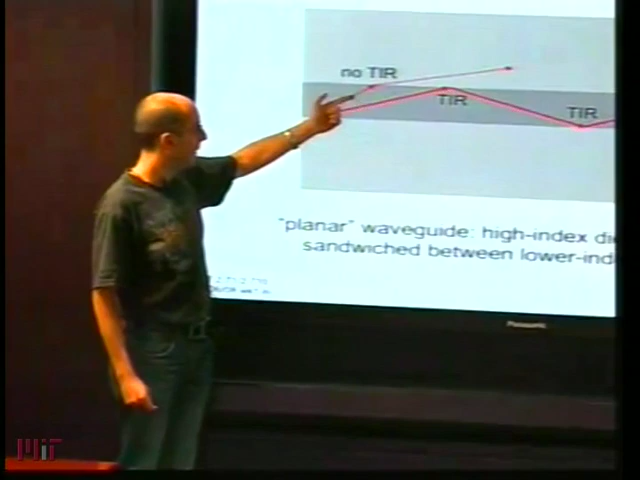 no TIR
TIR
TIR
"planar" waveguide: high-index di
sandwiched between lower-ind
Panasonic
MIT